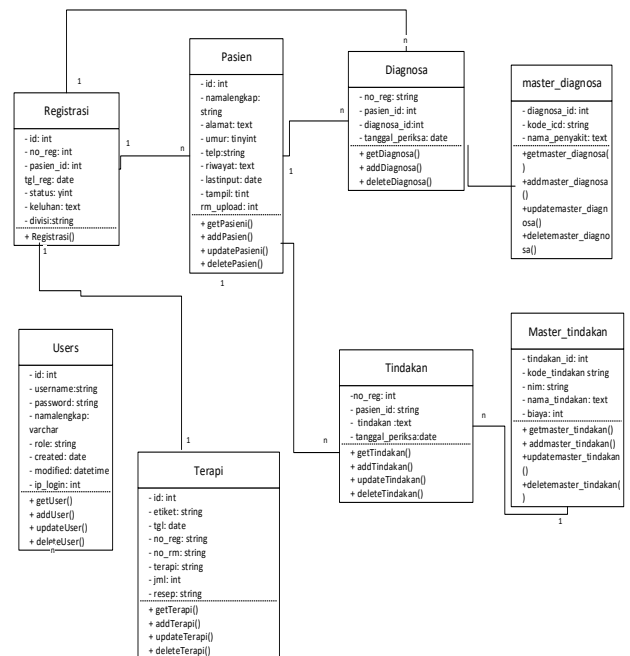 n
1
Registrasi
- id: int
- no_reg: int
- pasien_id: int
tgl_reg: date
- status: yint
- keluhan: text
- divisi:string
+ Registrasi()
1
n
1
Pasien
- id: int
- namalengkap:
string
- alamat: text
- umur: tinyint
- telp:string
- riwayat: text
- lastinput: date
- tampil: tint
rm_upload: int
+ getPasieni()
+ addPasien()
+ updatePasieni()
+ deletePasien()
1
n
1
Diagnosa
- no_reg: string
- pasien_id: int
- diagnosa_id:int
- tanggal_periksa: date
+ getDiagnosa()
+ addDiagnosa()
+ deleteDiagnosa()
master_diagnosa
- diagnosa_id: int
- kode_icd: string
- nama_penyakit: text
+getmaster_diagnosa(
)
+addmaster_diagnosa
()
+updatemaster_diagn
osa()
+deletemaster_diagno
sa()
Users
- id: int
- username:string
- password: string
- namalengkap:
varchar
- role: string
- created: date
- modified: datetime
- ip_login: int
+ getUser()
+ addUser()
+ updateUser()
+ deleteUser()
n
1
Terapi
- id: int
- etiket: string
- tgl: date
- no_reg: string
- no_rm: string
- terapi: string
- jml: int
- resep: string
+ getTerapi()
+ addTerapi()
+ updateTerapi()
+ deleteTerapi()
n
Tindakan
-no_reg: int
- pasien_id: string
- tindakan :text
- tanggal_periksa:date
+ getTindakan()
+ addTindakan()
+ updateTindakan()
+ deleteTindakan()
n
1
Master_tindakan
- tindakan_id: int
- kode_tindakan string
- nim: string
- nama_tindakan: text
- biaya: int
+ getmaster_tindakan()
+ addmaster_tindakan()
+updatemaster_tindakan
()
+deletemaster_tindakan(
)